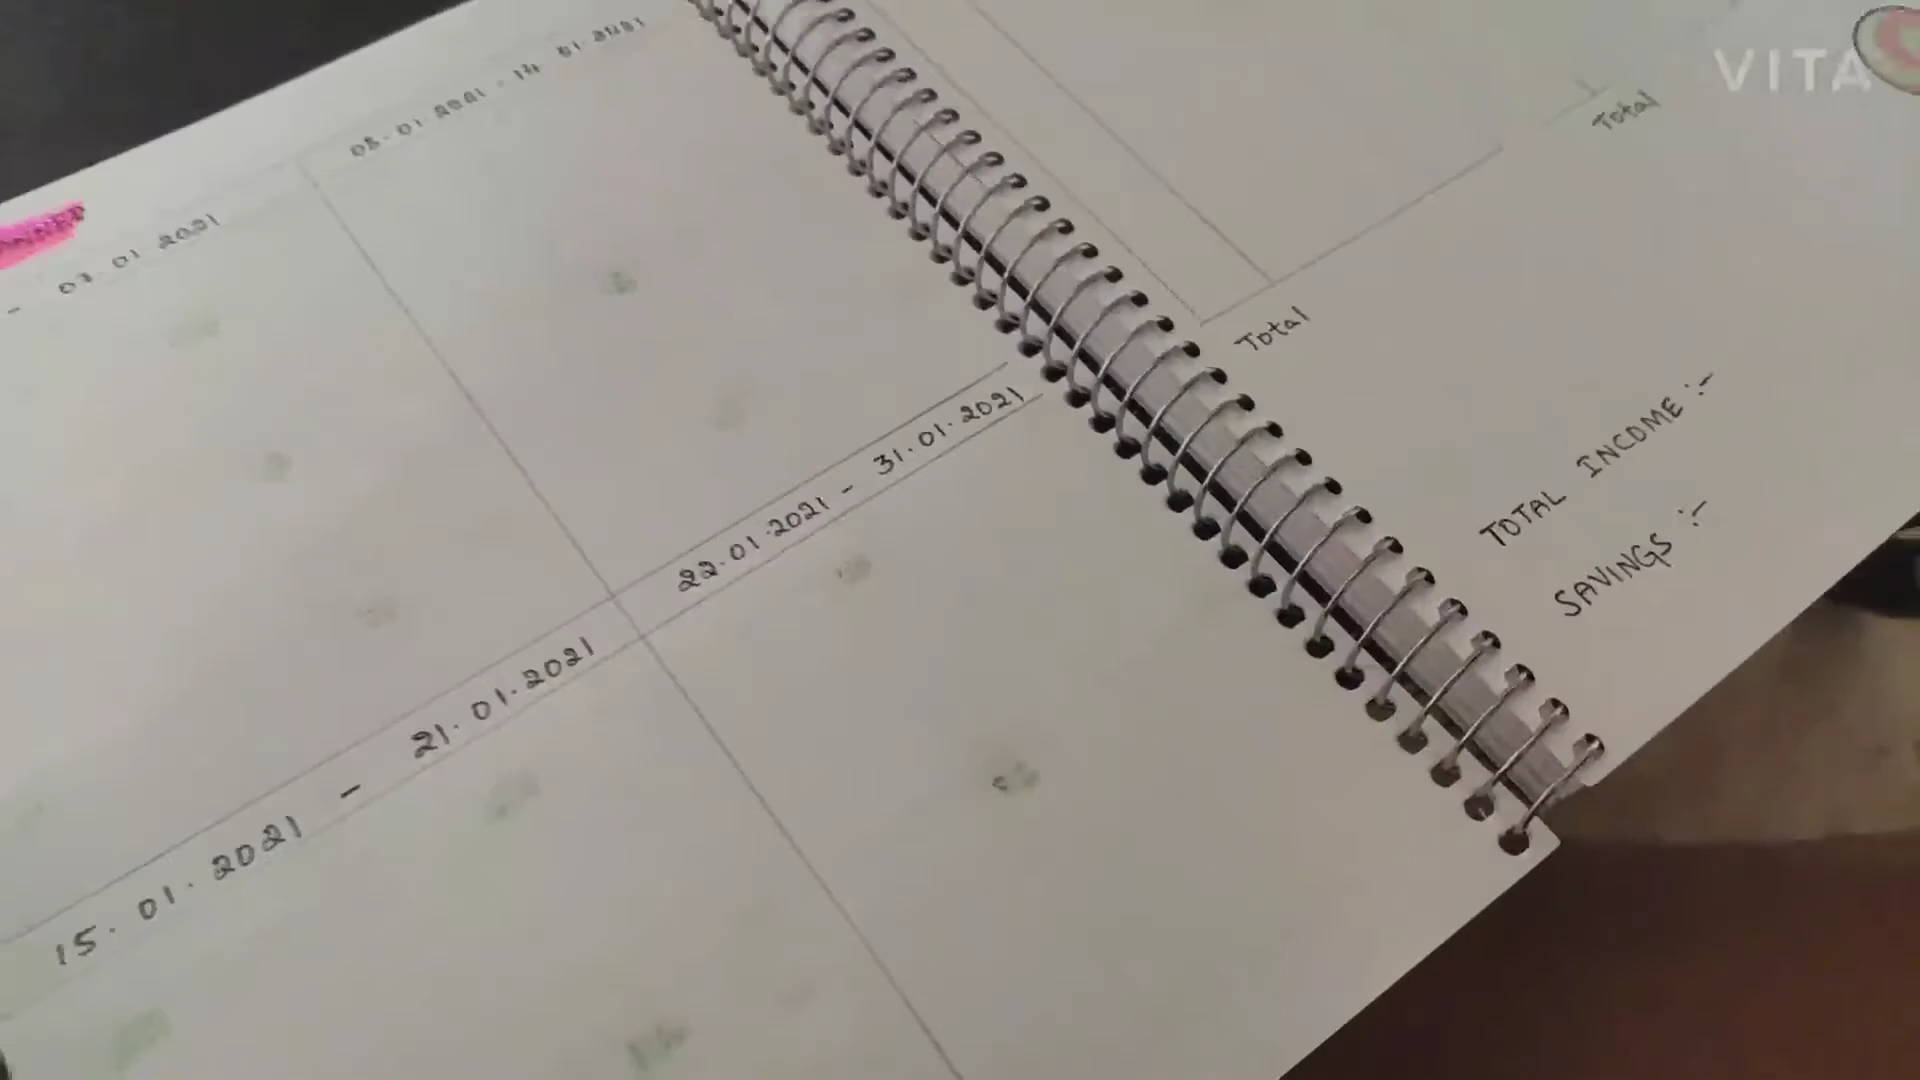 - 07.01.2021
08.01.2021 - 14.01.2021
15.01.2021 - 21.01.2021
22.01.2021 - 31.01.2021
Total
Total
TOTAL INCOME :-
SAVINGS :-
VITA